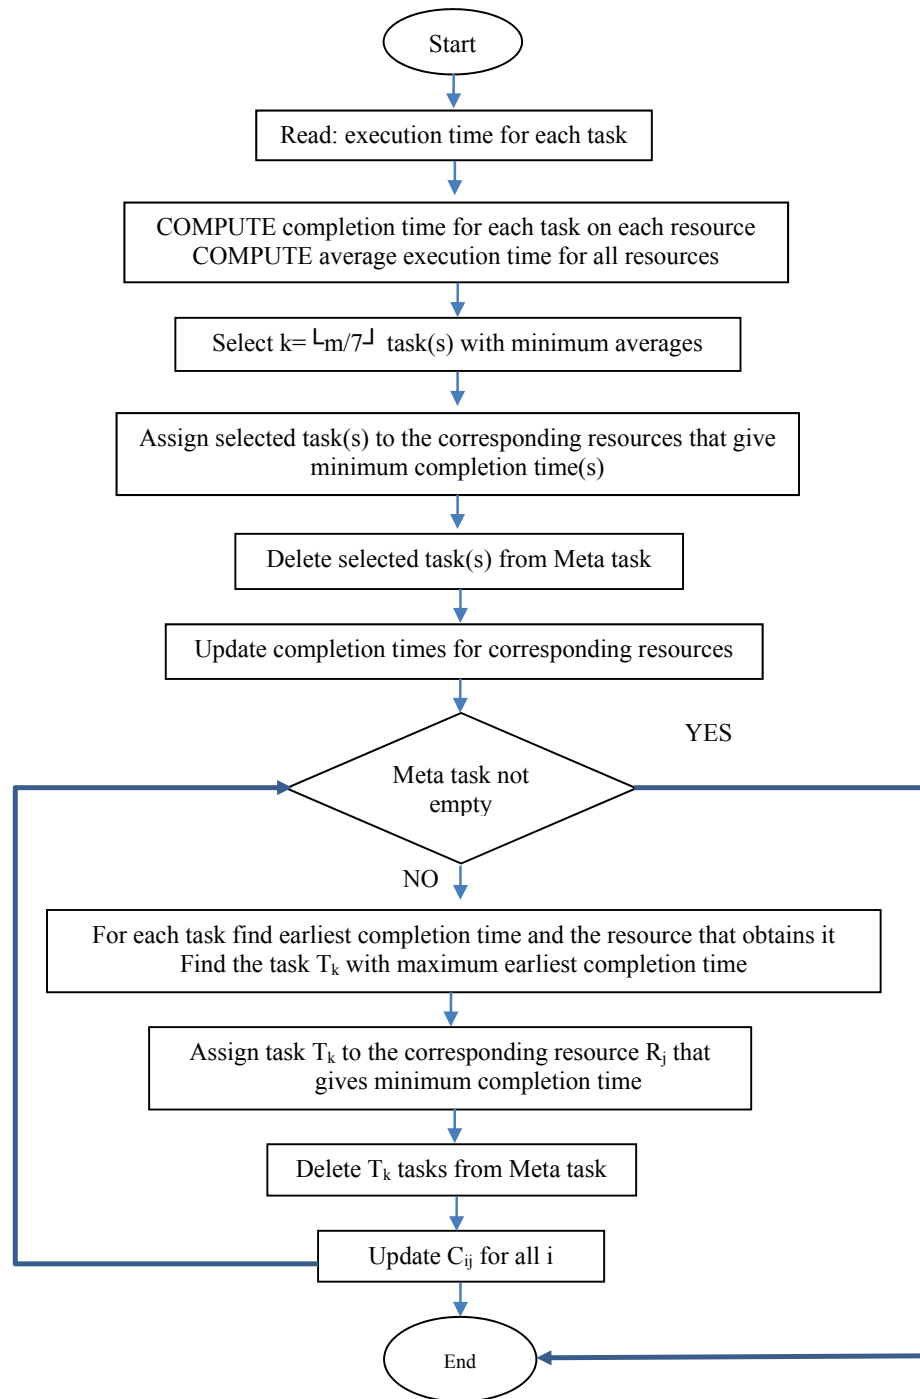 Start
Read: execution time for each task
COMPUTE completion time for each task on each resource
COMPUTE average execution time for all resources
Select k=└m/7┘ task(s) with minimum averages
Assign selected task(s) to the corresponding resources that give
minimum completion time(s)
Delete selected task(s) from Meta task
Update completion times for corresponding resources
YES
Meta task not
empty
NO
For each task find earliest completion time and the resource that obtains it
Find the task Tk with maximum earliest completion time
Assign task Tk to the corresponding resource Rj that
gives minimum completion time
Delete Tk tasks from Meta task
Update Cij for all i
End